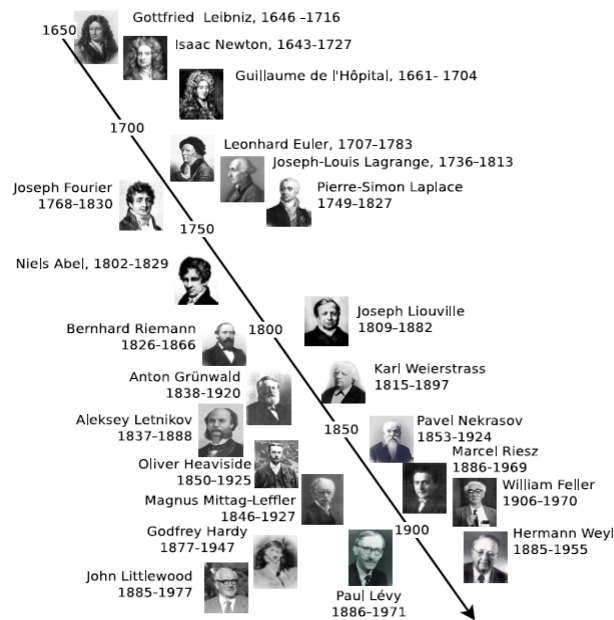 Gottfried Leibniz, 1646 –1716
1650
Isaac Newton, 1643-1727
Guillaume de l'Hôpital, 1661- 1704
1700
Leonhard Euler, 1707-1783
Joseph-Louis Lagrange, 1736-1813
Joseph Fourier
1768–1830
Pierre-Simon Laplace
1749-1827
1750
Niels Abel, 1802-1829
Joseph Liouville
1809–1882
Bernhard Riemann
1826-1866
1800
Karl Weierstrass
1815–1897
Anton Grünwald
1838-1920
Aleksey Letnikov
1837–1888
1850
Pavel Nekrasov
1853–1924
Marcel Riesz
1886-1969
Oliver Heaviside
1850-1925
William Feller
1906–1970
Magnus Mittag-Leffler
1846–1927
1900
Godfrey Hardy
1877-1947
Hermann Weyl
1885-1955
John Littlewood
1885-1977
Paul Lévy
1886–1971